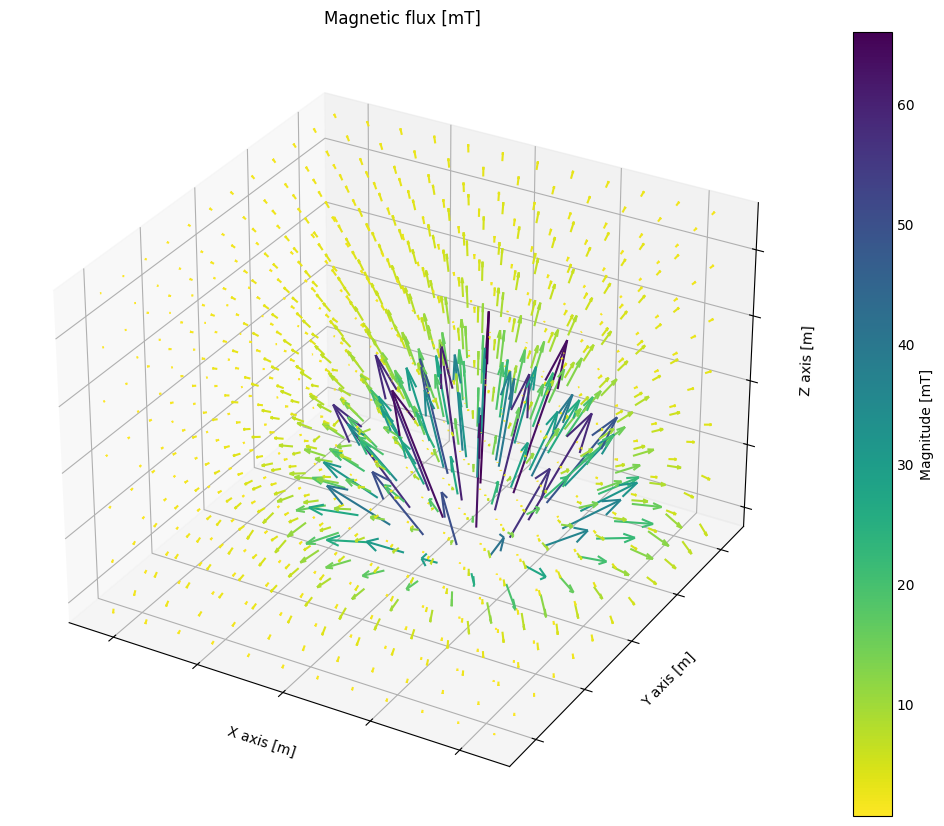 Magnetic flux [mT]
60
50
40
30
20
10
Magnitude [mT]
Z axis [m]
Y axis [m]
X axis [m]